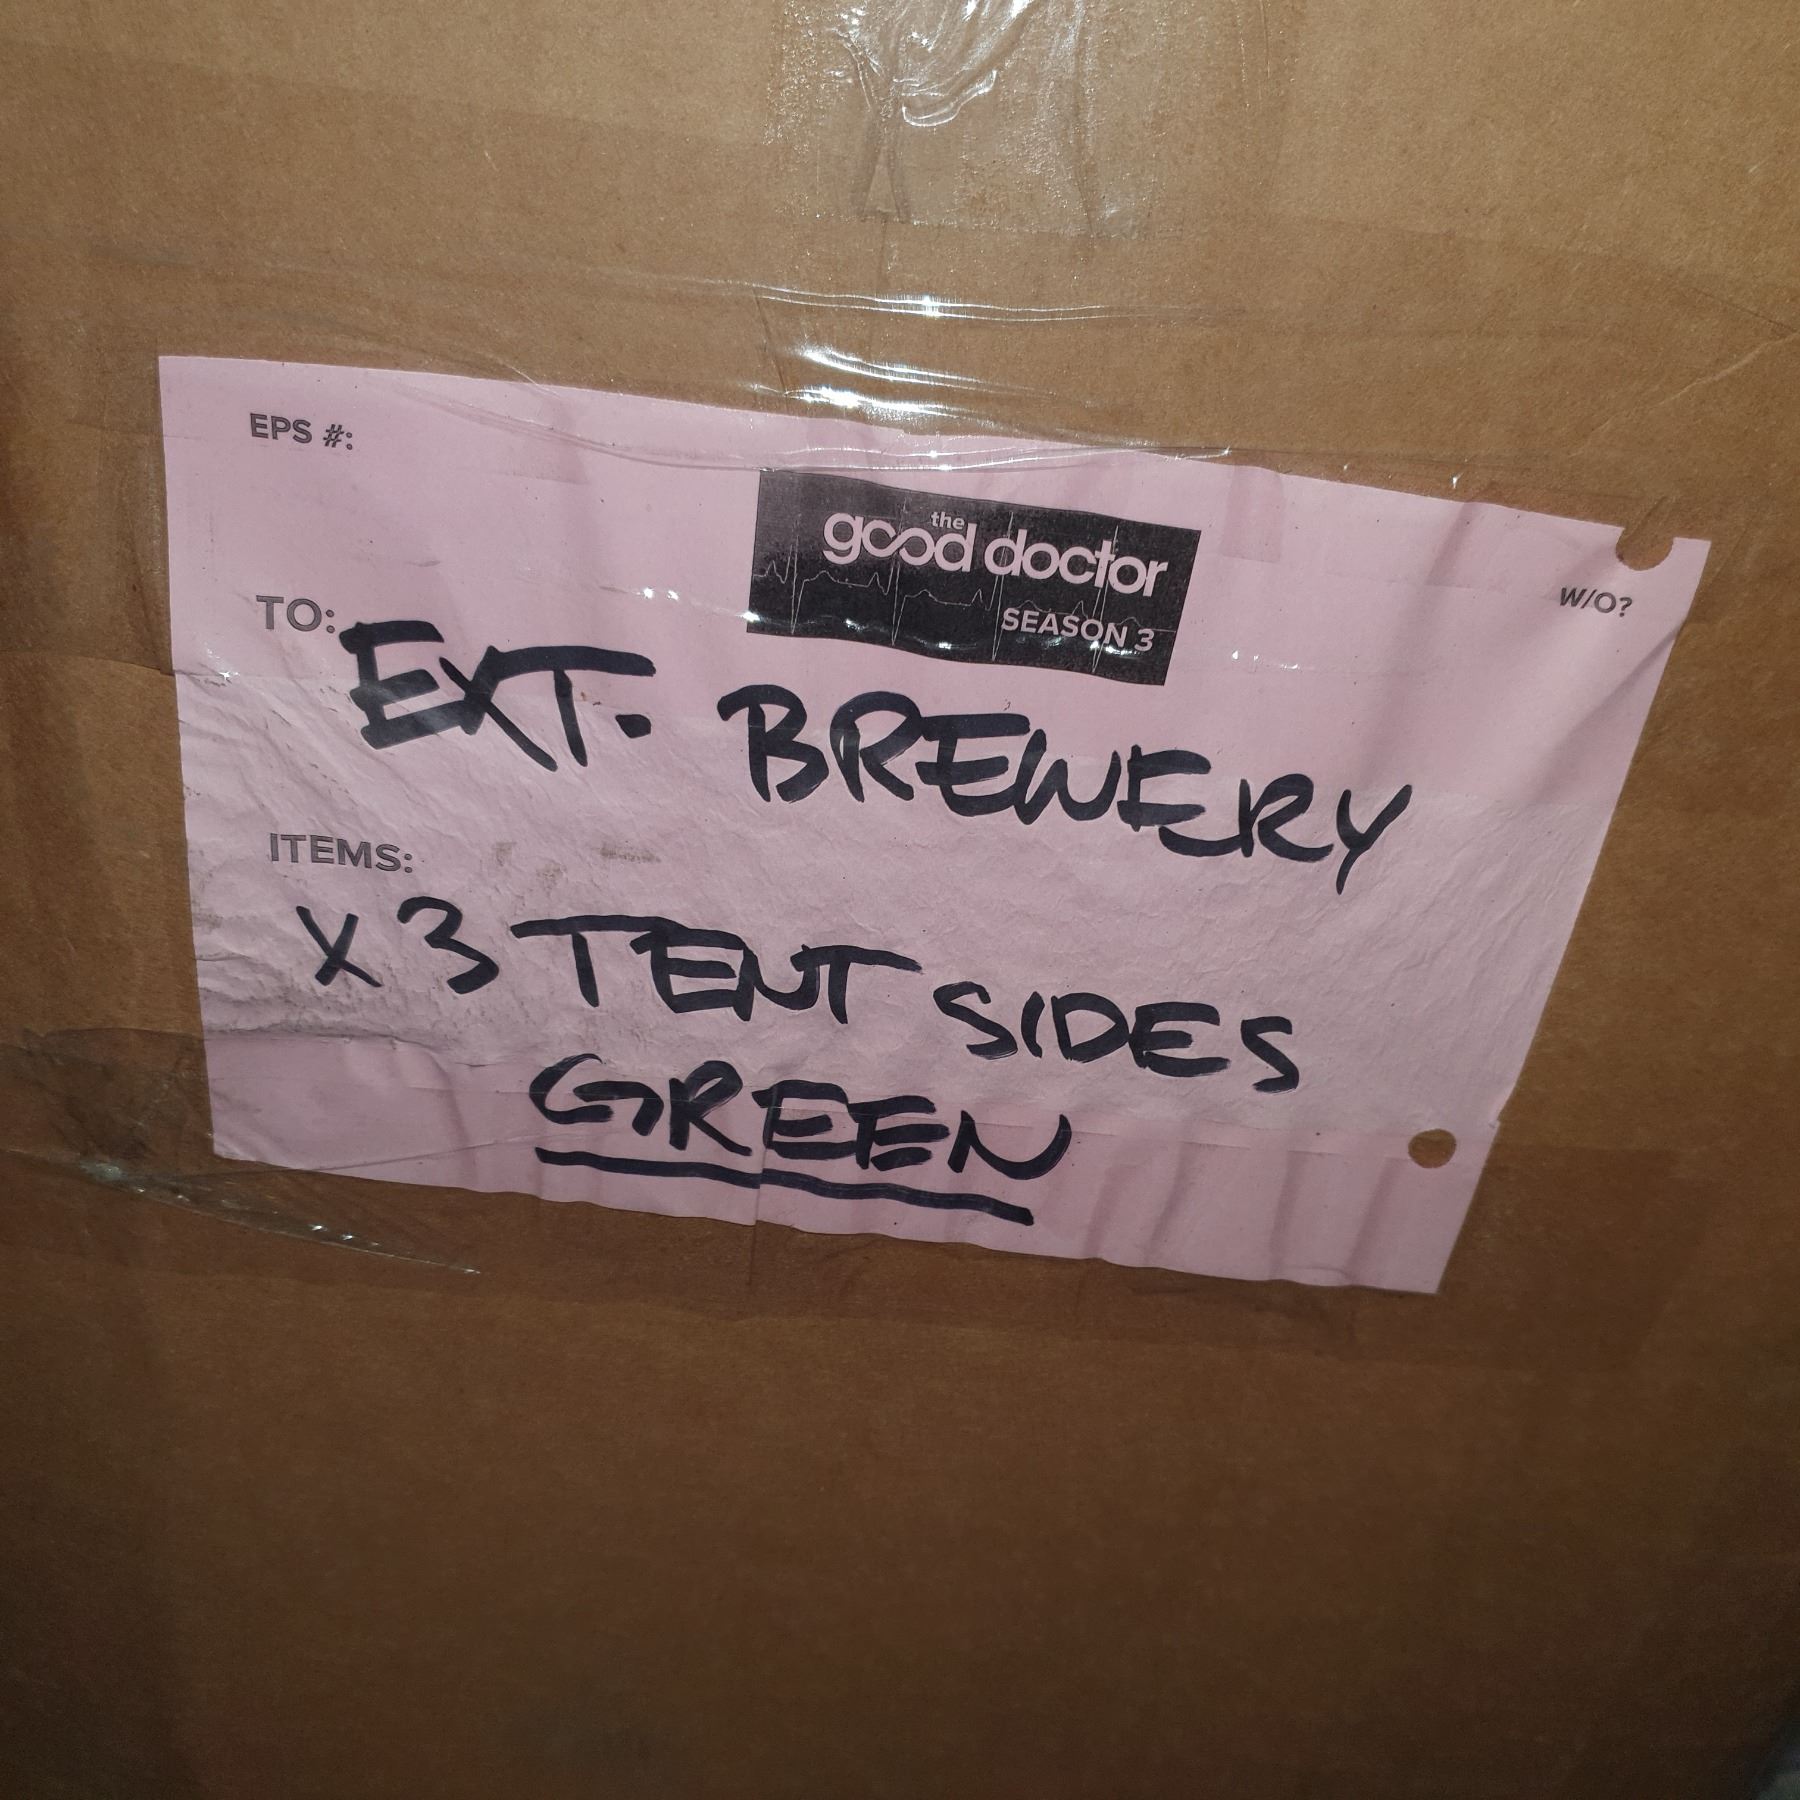 EPS #:
the
good doctor
SEASON 3
W/O?
TO: EXT. BREWERY
ITEMS:
X 3 TENT SIDES
GREEN